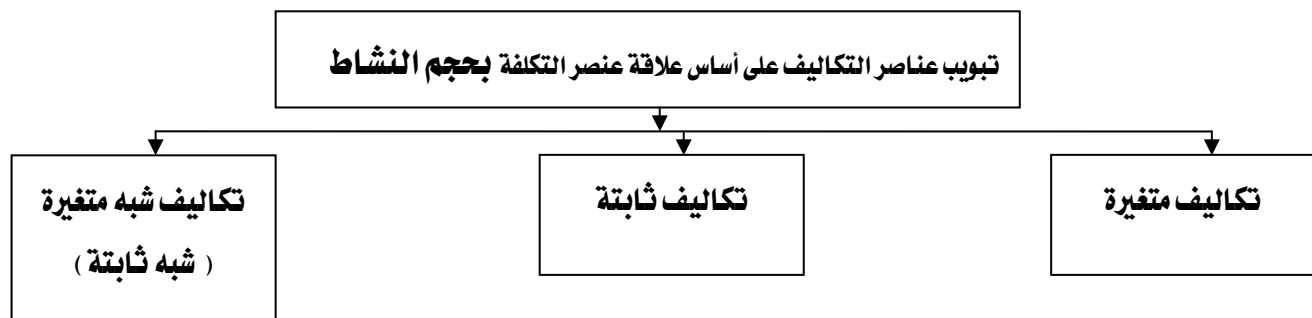 تبويب عناصر التكاليف على أساس علاقة عنصر التكلفة بحجم النشاط
تكاليف متغيرة
تكاليف ثابتة
تكاليف شبه متغيرة
( شبه ثابتة )